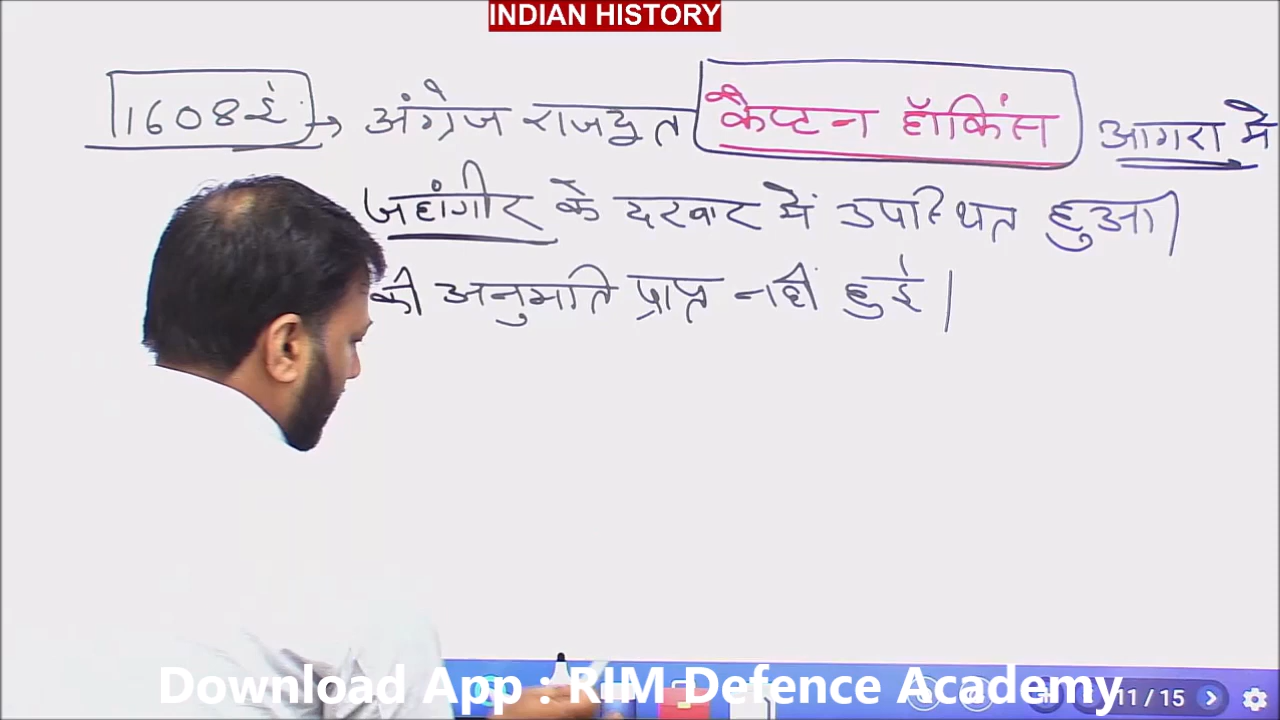 INDIAN HISTORY
1608ई. → अंग्रेज राजदूत कैप्टन हॉकिंस आगरा में
जहांगीर के दरबार में उपस्थित हुआ।
की अनुमति प्राप्त नहीं हुई।
Download App : RIM Defence Academy
11 / 15